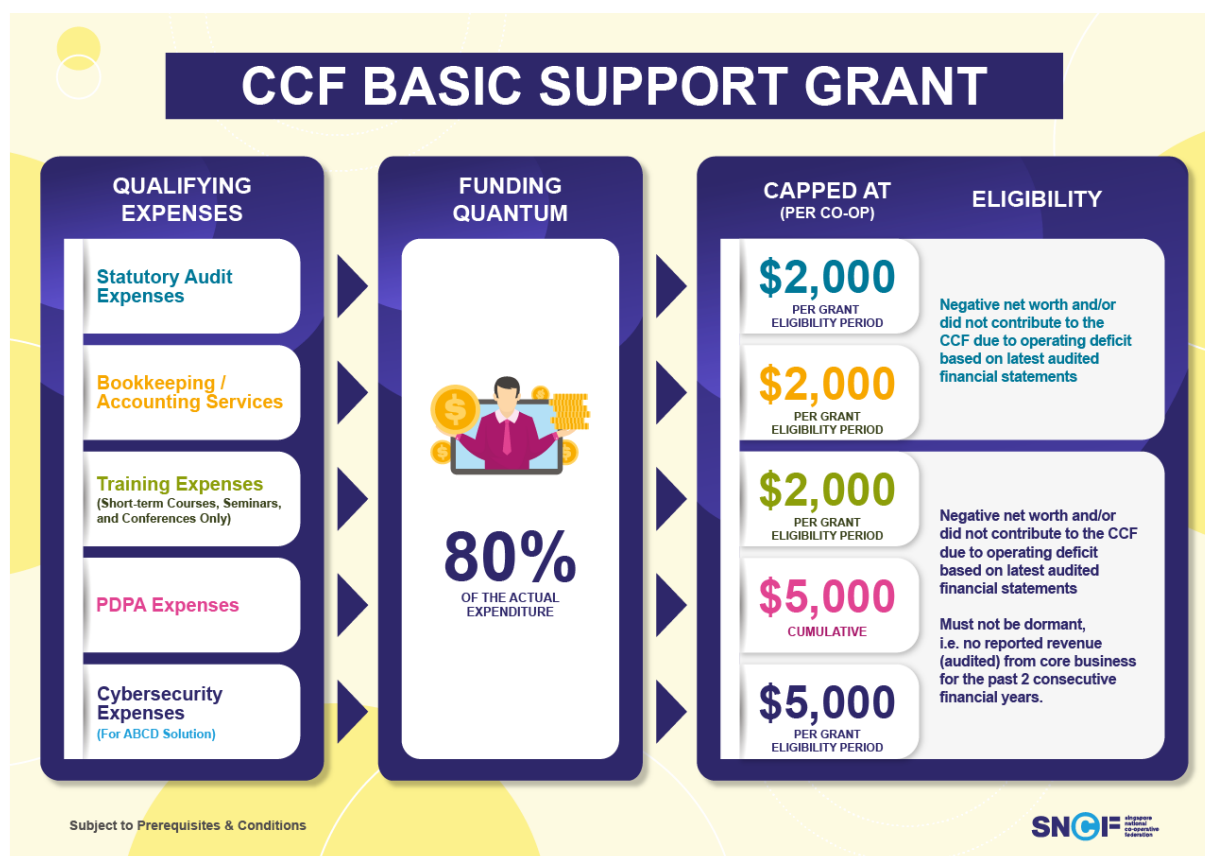 CCF BASIC SUPPORT GRANT
QUALIFYING
EXPENSES
Statutory Audit
Expenses
Bookkeeping /
Accounting Services
Training Expenses
(Short-term Courses, Seminars,
and Conferences Only)
PDPA Expenses
Cybersecurity
Expenses
(For ABCD Solution)
FUNDING
QUANTUM
80%
OF THE ACTUAL
EXPENDITURE
CAPPED AT
(PER CO-OP)
$2,000
PER GRANT
ELIGIBILITY PERIOD
$2,000
PER GRANT
ELIGIBILITY PERIOD
$2,000
PER GRANT
ELIGIBILITY PERIOD
$5,000
CUMULATIVE
$5,000
PER GRANT
ELIGIBILITY PERIOD
ELIGIBILITY
Negative net worth and/or
did not contribute to the
CCF due to operating deficit
based on latest audited
financial statements
Negative net worth and/or
did not contribute to the CCF
due to operating deficit
based on latest audited
financial statements
Must not be dormant,
i.e. no reported revenue
(audited) from core business
for the past 2 consecutive
financial years.
Subject to Prerequisites & Conditions
SNCF
singapore
national
co-operative
federation